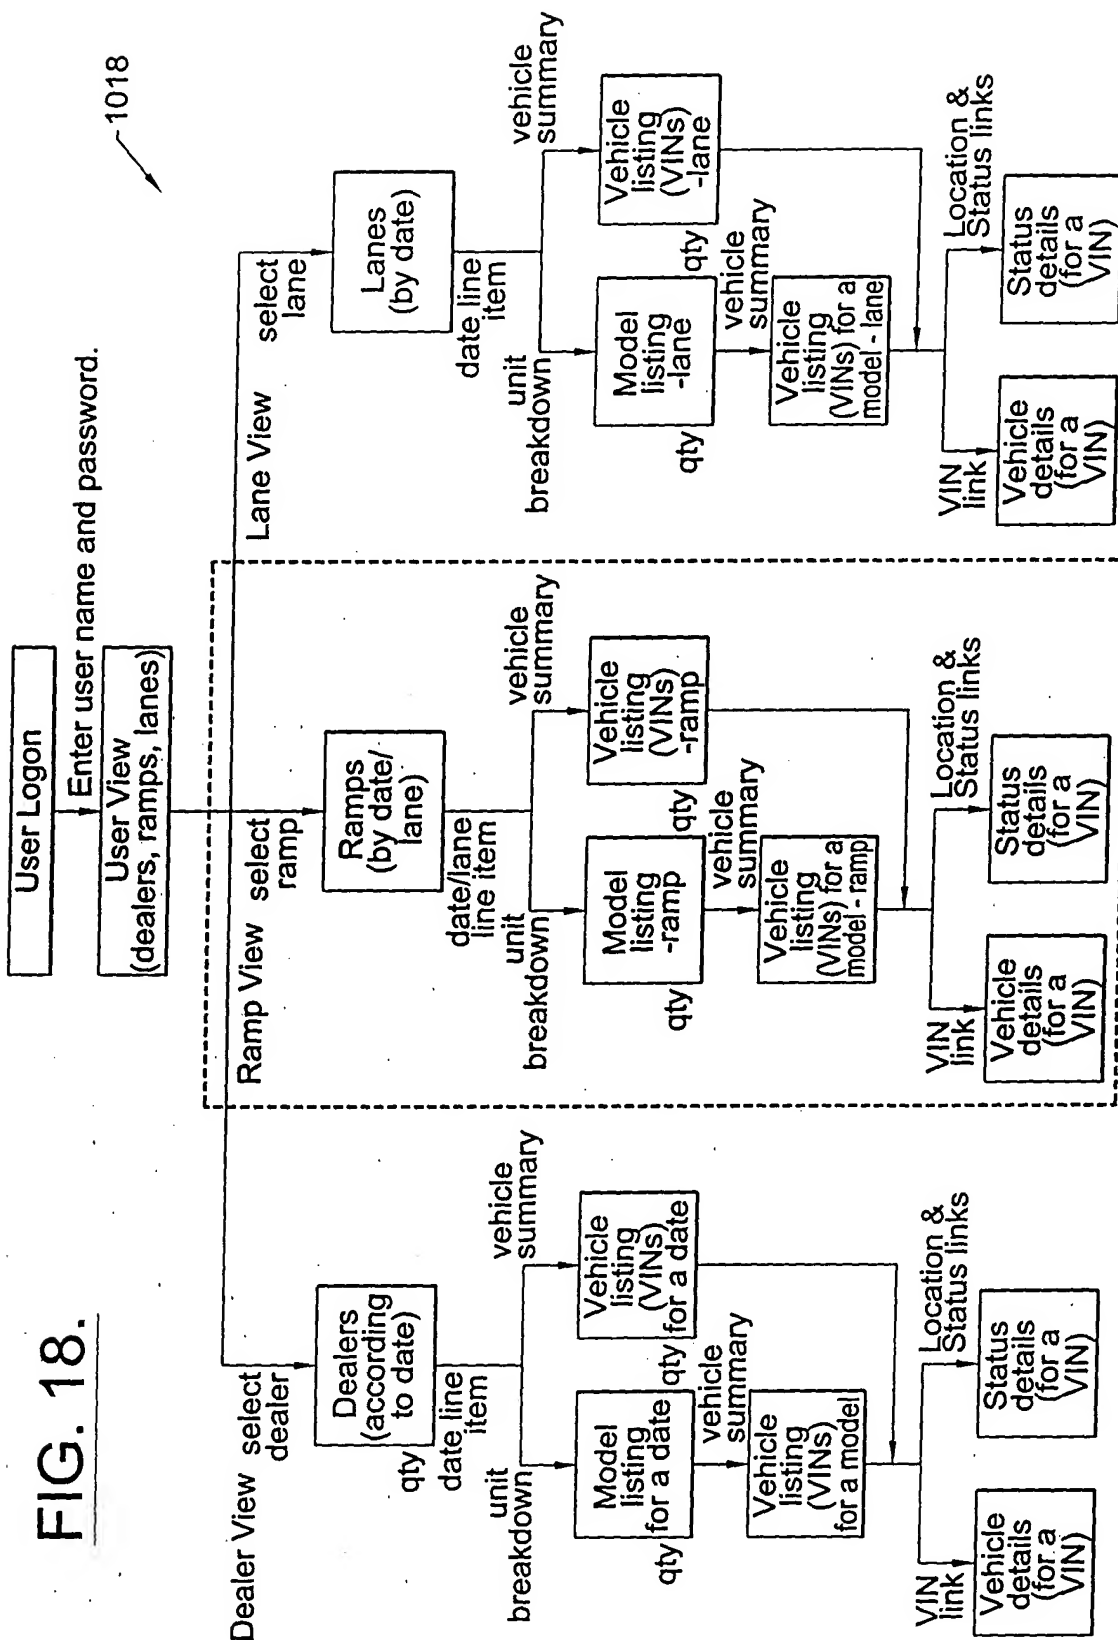 FIG. 18.
1018
User Logon
Enter user name and password.
User View
(dealers, ramps, lanes)
Dealer View
select
dealer
Dealers
(according
to date)
qty
date line
item
unit
breakdown
vehicle
summary
Model
listing
for a date
qty
Vehicle
listing
(VINs)
for a date
qty
vehicle
summary
Vehicle
listing
(VINs)
for a model
VIN
link
Location &
Status links
Vehicle
details
(for a
VIN)
Status
details
(for a
VIN)
Ramp View
select
ramp
Ramps
(by date/
lane)
date/lane
line item
unit
breakdown
vehicle
summary
Model
listing
-ramp
qty
Vehicle
listing
(VINs)
-ramp
qty
vehicle
summary
Vehicle
listing
(VINs) for a
model - ramp
VIN
link
Location &
Status links
Vehicle
details
(for a
VIN)
Status
details
(for a
VIN)
Lane View
select
lane
Lanes
(by date)
date line
item
unit
breakdown
vehicle
summary
Model
listing
-lane
qty
Vehicle
listing
(VINs)
-lane
qty
vehicle
summary
Vehicle
listing
(VINs) for a
model - lane
VIN
link
Location &
Status links
Vehicle
details
(for a
VIN)
Status
details
(for a
VIN)